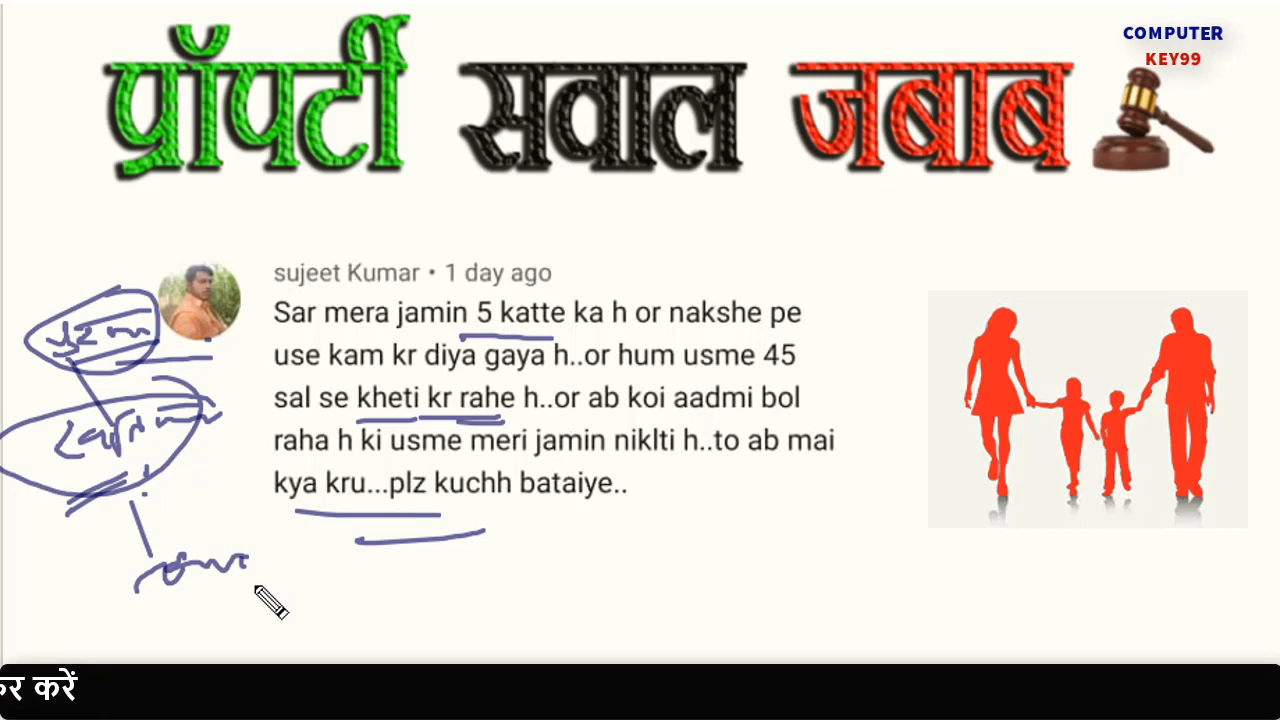 प्रॉपर्टी सवाल जबाब
COMPUTER
KEY99
sujeet Kumar • 1 day ago
Sar mera jamin 5 katte ka h or nakshe pe
use kam kr diya gaya h..or hum usme 45
sal se kheti kr rahe h..or ab koi aadmi bol
raha h ki usme meri jamin niklti h..to ab mai
kya kru...plz kuchh bataiye..
करें